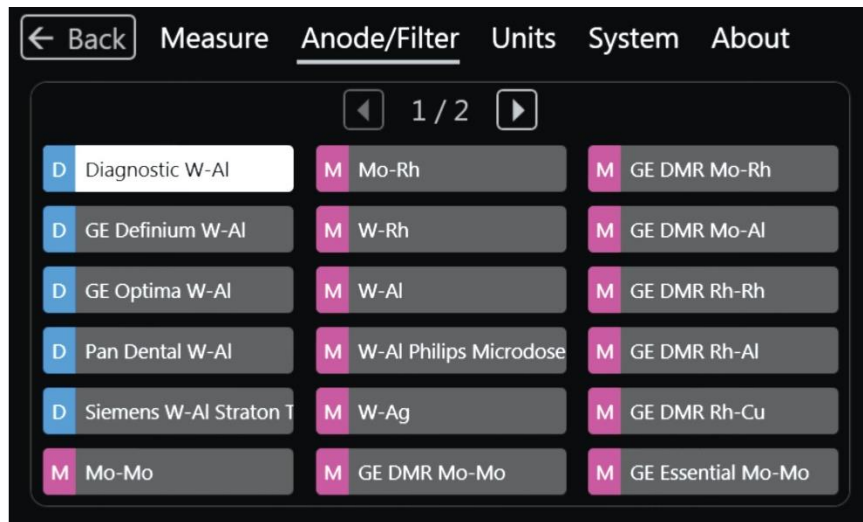 ← Back Measure Anode/Filter Units System About
1 / 2
D Diagnostic W-Al
D GE Definium W-Al
D GE Optima W-Al
D Pan Dental W-Al
D Siemens W-Al Straton T
M Mo-Mo
M Mo-Rh
M W-Rh
M W-Al
M W-Al Philips Microdose
M W-Ag
M GE DMR Mo-Mo
M GE DMR Mo-Rh
M GE DMR Mo-Al
M GE DMR Rh-Rh
M GE DMR Rh-Al
M GE DMR Rh-Cu
M GE Essential Mo-Mo